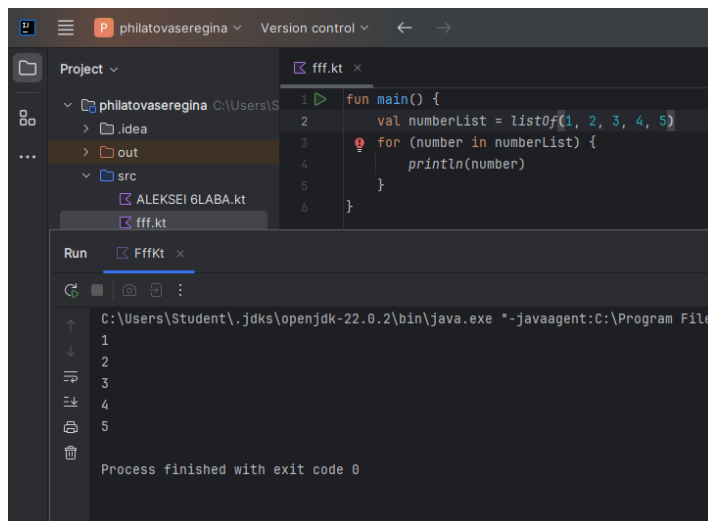 IJ P philatovaseregina Version control
Project
fff.kt
philatovaseregina C:\Users\S
.idea
out
src
ALEKSEI 6LABA.kt
fff.kt
1 fun main() {
2 val numberList = listOf(1, 2, 3, 4, 5)
3 for (number in numberList) {
4 println(number)
5 }
6 }
Run FffKt
C:\Users\Student\.jdks\openjdk-22.0.2\bin\java.exe "-javaagent:C:\Program File
1
2
3
4
5
Process finished with exit code 0